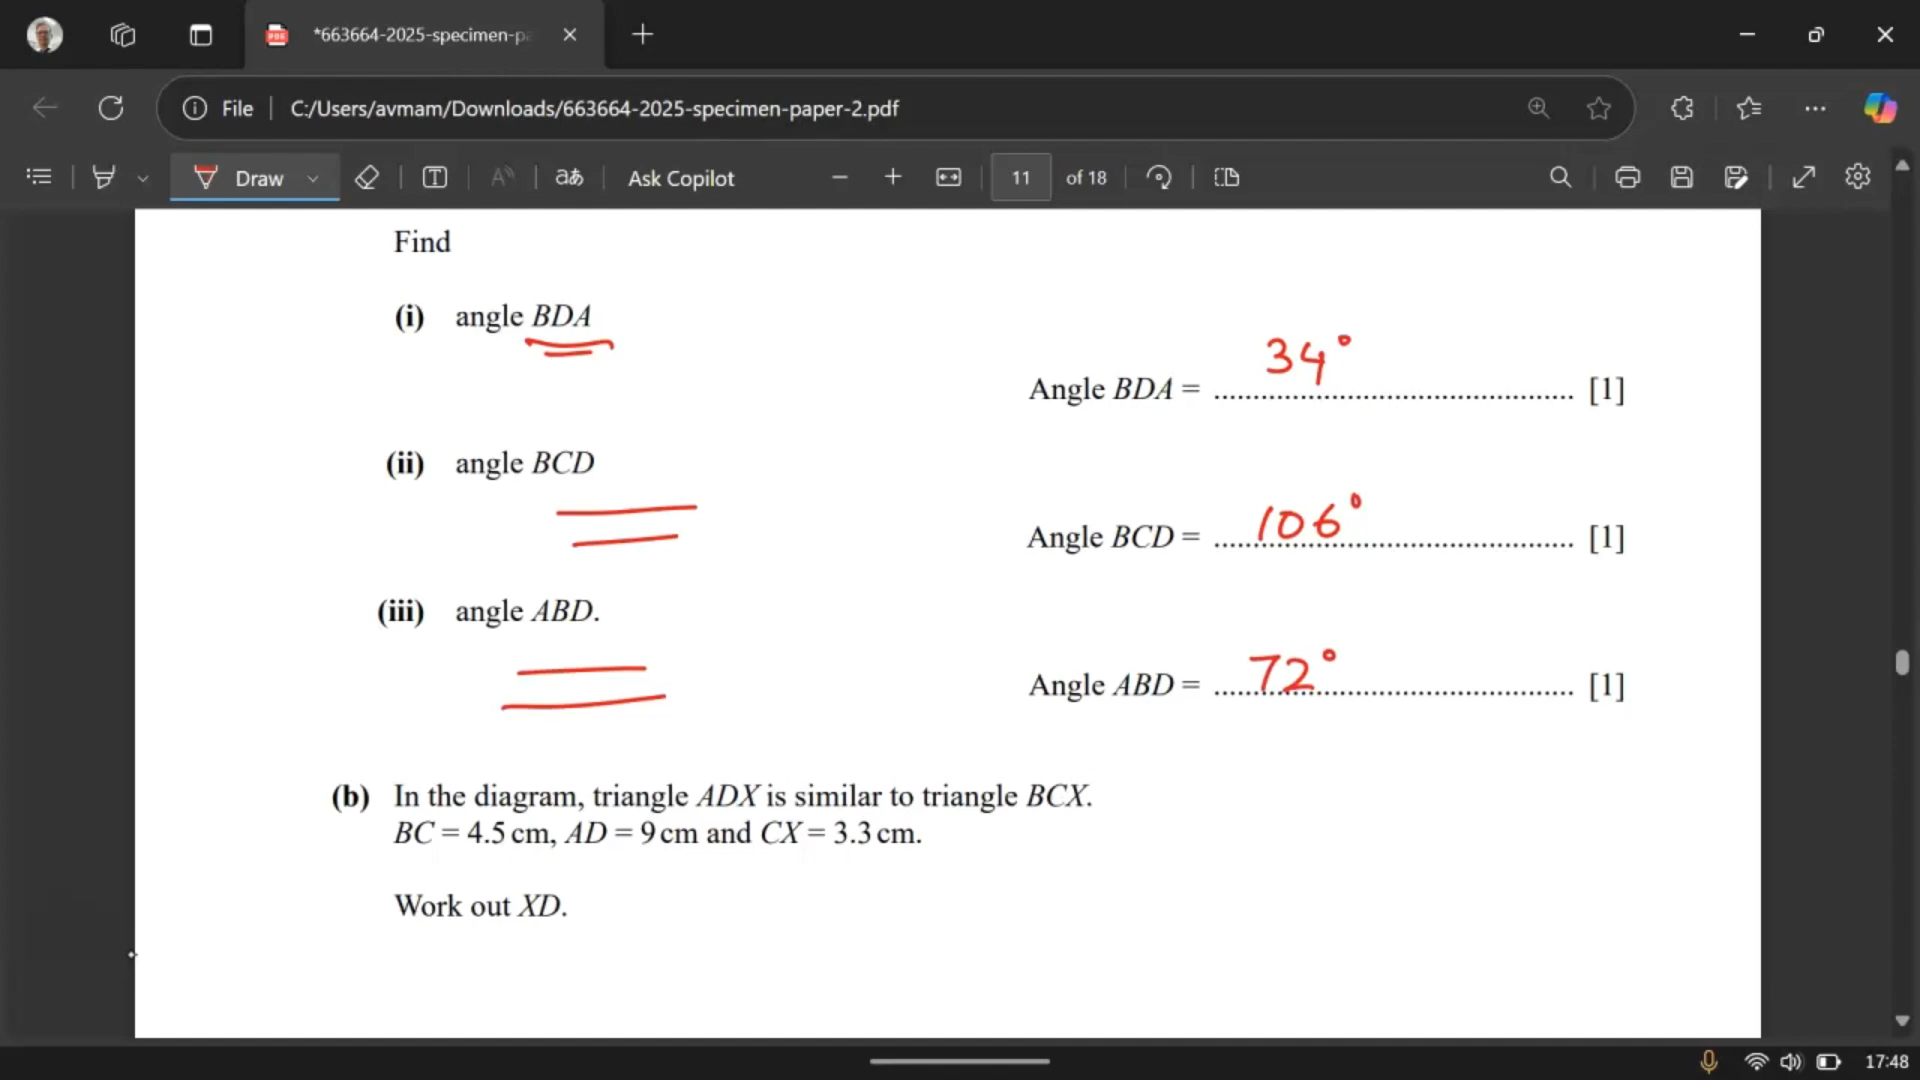 *663664-2025-specimen-pa
File
C:/Users/avmam/Downloads/663664-2025-specimen-paper-2.pdf
Draw
aあ
Ask Copilot
11 of 18
Find
(i) angle BDA
34°
Angle BDA = .............................................. [1]
(ii) angle BCD
106°
Angle BCD = .............................................. [1]
(iii) angle ABD.
72°
Angle ABD = .............................................. [1]
(b) In the diagram, triangle ADX is similar to triangle BCX.
BC = 4.5 cm, AD = 9 cm and CX = 3.3 cm.
Work out XD.
17:48